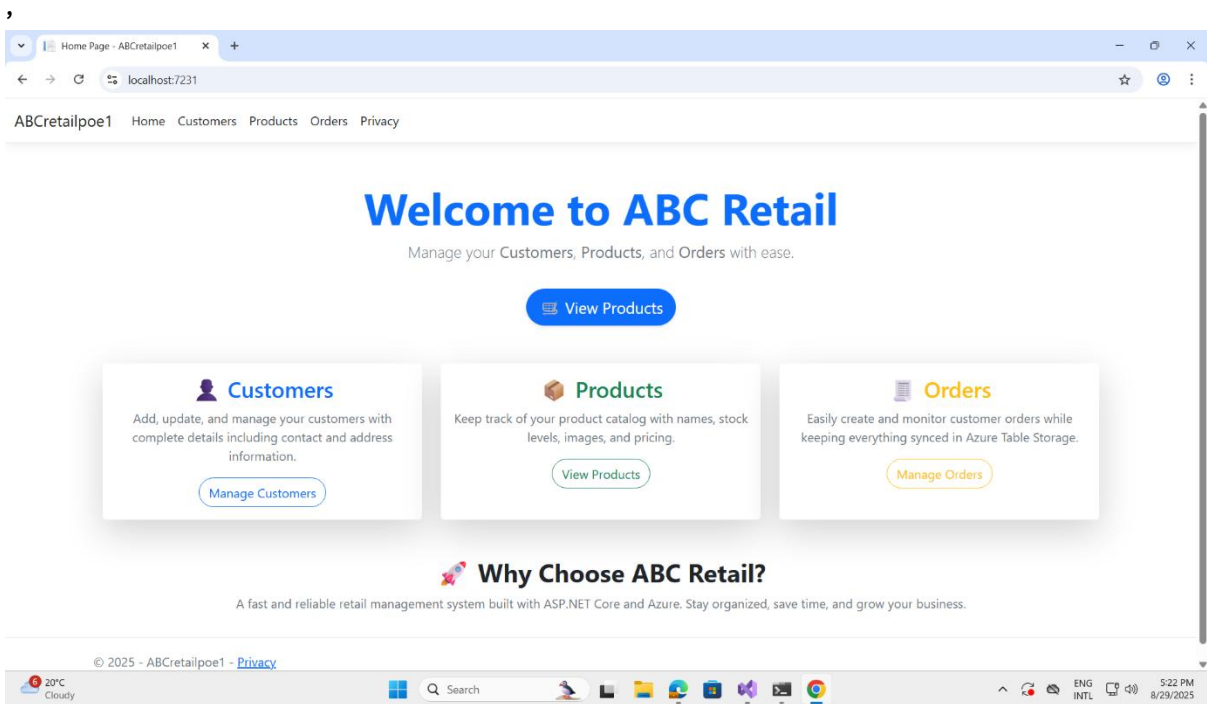 ,
Home Page - ABCretailpoe1
localhost:7231
ABCretailpoe1 Home Customers Products Orders Privacy
Welcome to ABC Retail
Manage your Customers, Products, and Orders with ease.
View Products
Customers
Add, update, and manage your customers with
complete details including contact and address
information.
Manage Customers
Products
Keep track of your product catalog with names, stock
levels, images, and pricing.
View Products
Orders
Easily create and monitor customer orders while
keeping everything synced in Azure Table Storage.
Manage Orders
Why Choose ABC Retail?
A fast and reliable retail management system built with ASP.NET Core and Azure. Stay organized, save time, and grow your business.
© 2025 - ABCretailpoe1 - Privacy
6
20°C
Cloudy
Search
ENG
INTL
5:22 PM
8/29/2025